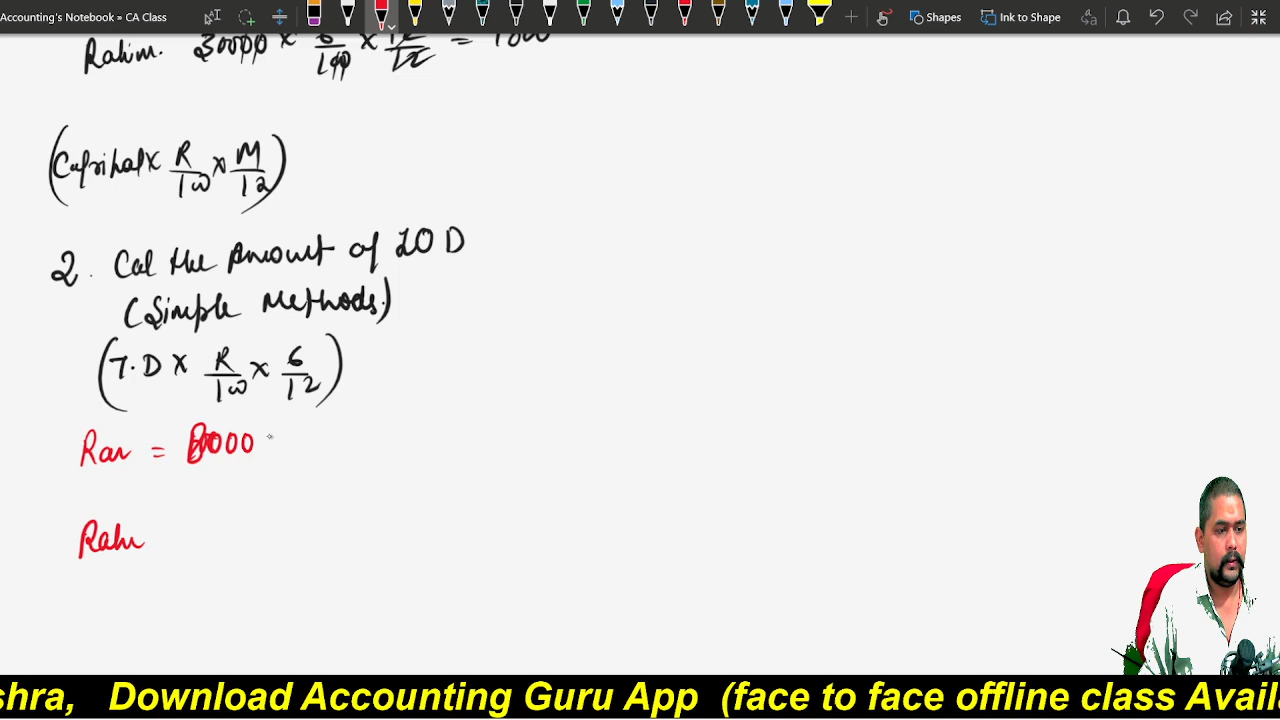 Accounting's Notebook » CA Class
Shapes
Ink to Shape
Rahim. 30000 × 6/100 × 12/12 = 1800
(Capital × R/100 × M/12)
2. Cal the Amount of IOD
(Simple Methods)
(T.D × R/100 × 6/12)
Ram = 8000
Rahi
shra, Download Accounting Guru App (face to face offline class Avail